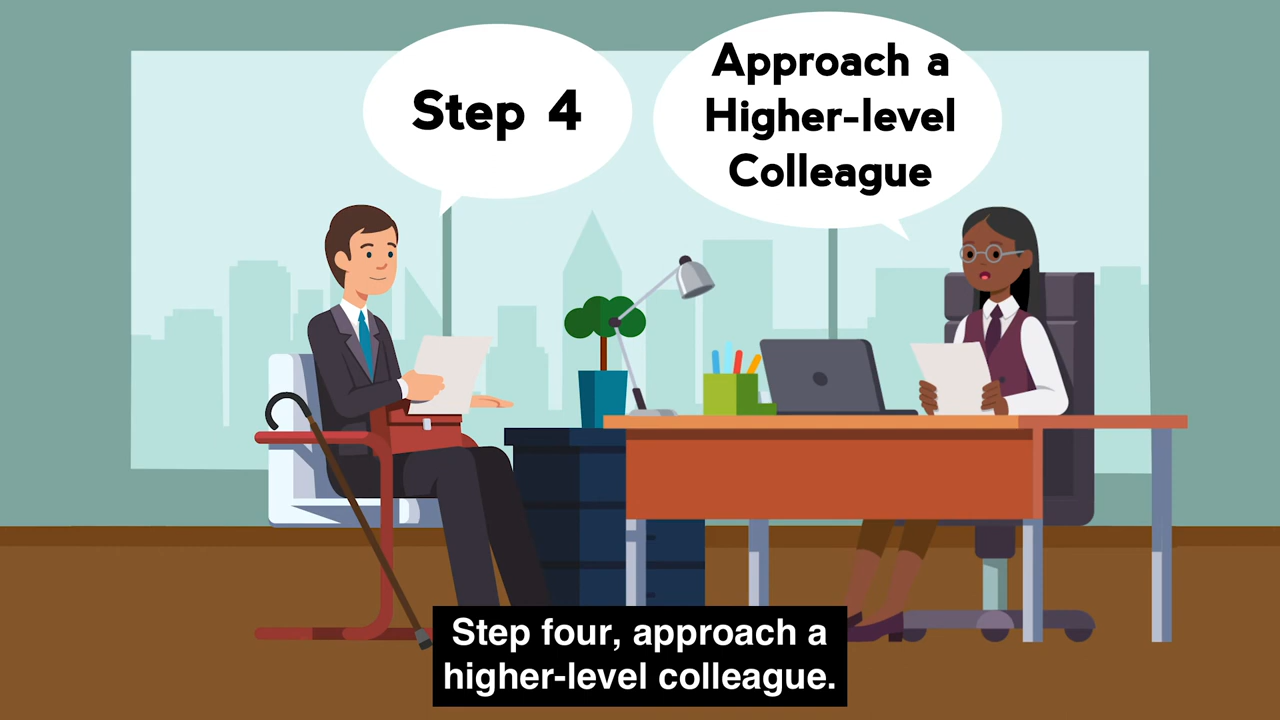 Step 4
Approach a
Higher-level
Colleague
Step four, approach a
higher-level colleague.